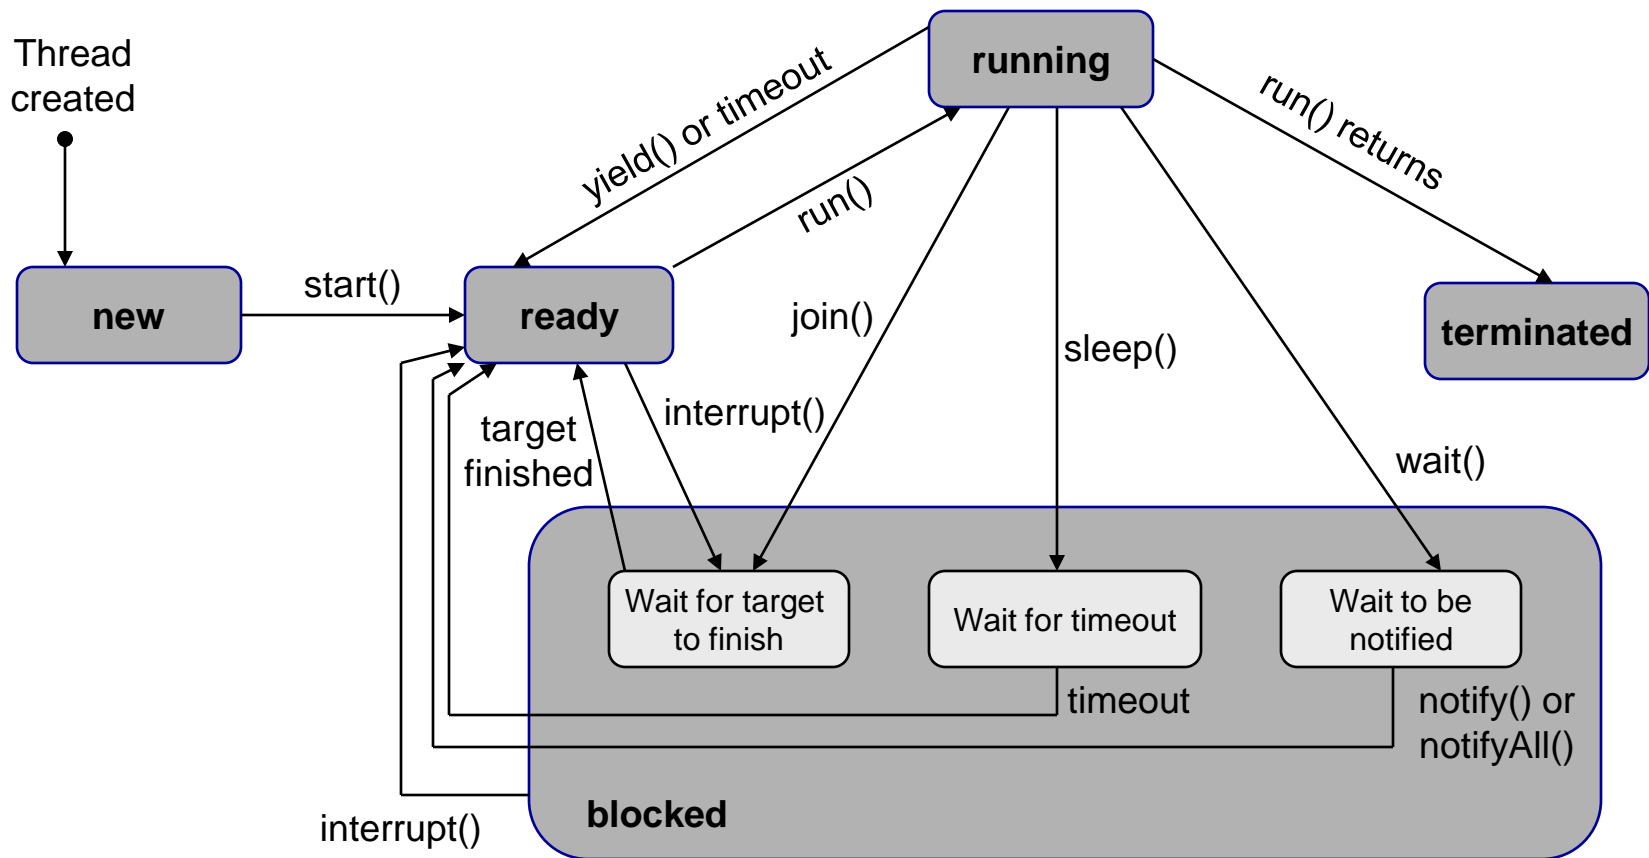 Thread
created
running
yield() or timeout
run() returns
run()
new
start()
ready
join()
sleep()
terminated
interrupt()
target
finished
wait()
Wait for target
to finish
Wait for timeout
Wait to be
notified
timeout
notify() or
notifyAll()
blocked
interrupt()